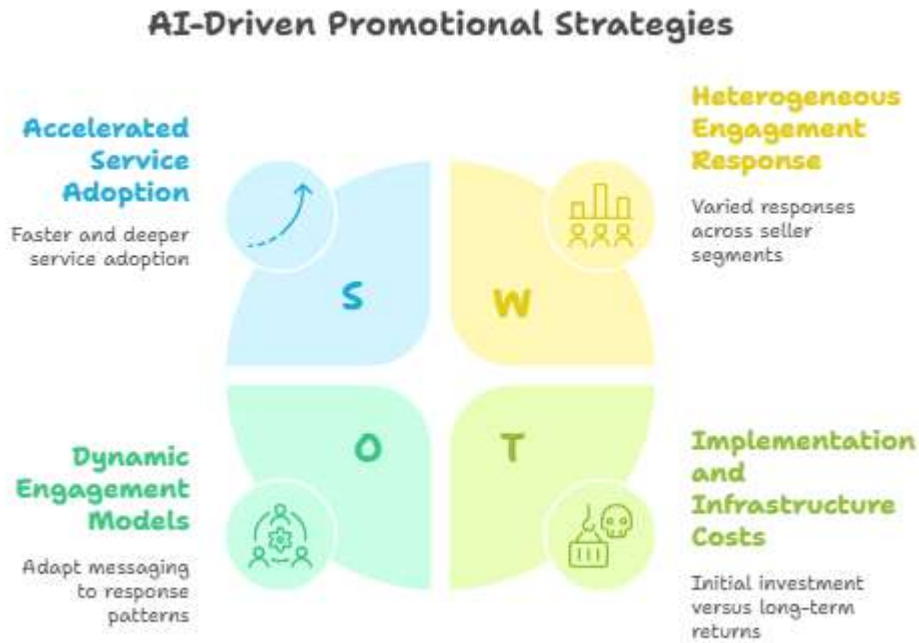 AI-Driven Promotional Strategies
Accelerated
Service
Adoption
Faster and deeper
service adoption
S
W
Heterogeneous
Engagement
Response
Varied responses
across seller
segments
Dynamic
Engagement
Models
Adapt messaging
to response
patterns
O
T
Implementation
and
Infrastructure
Costs
Initial investment
versus long-term
returns